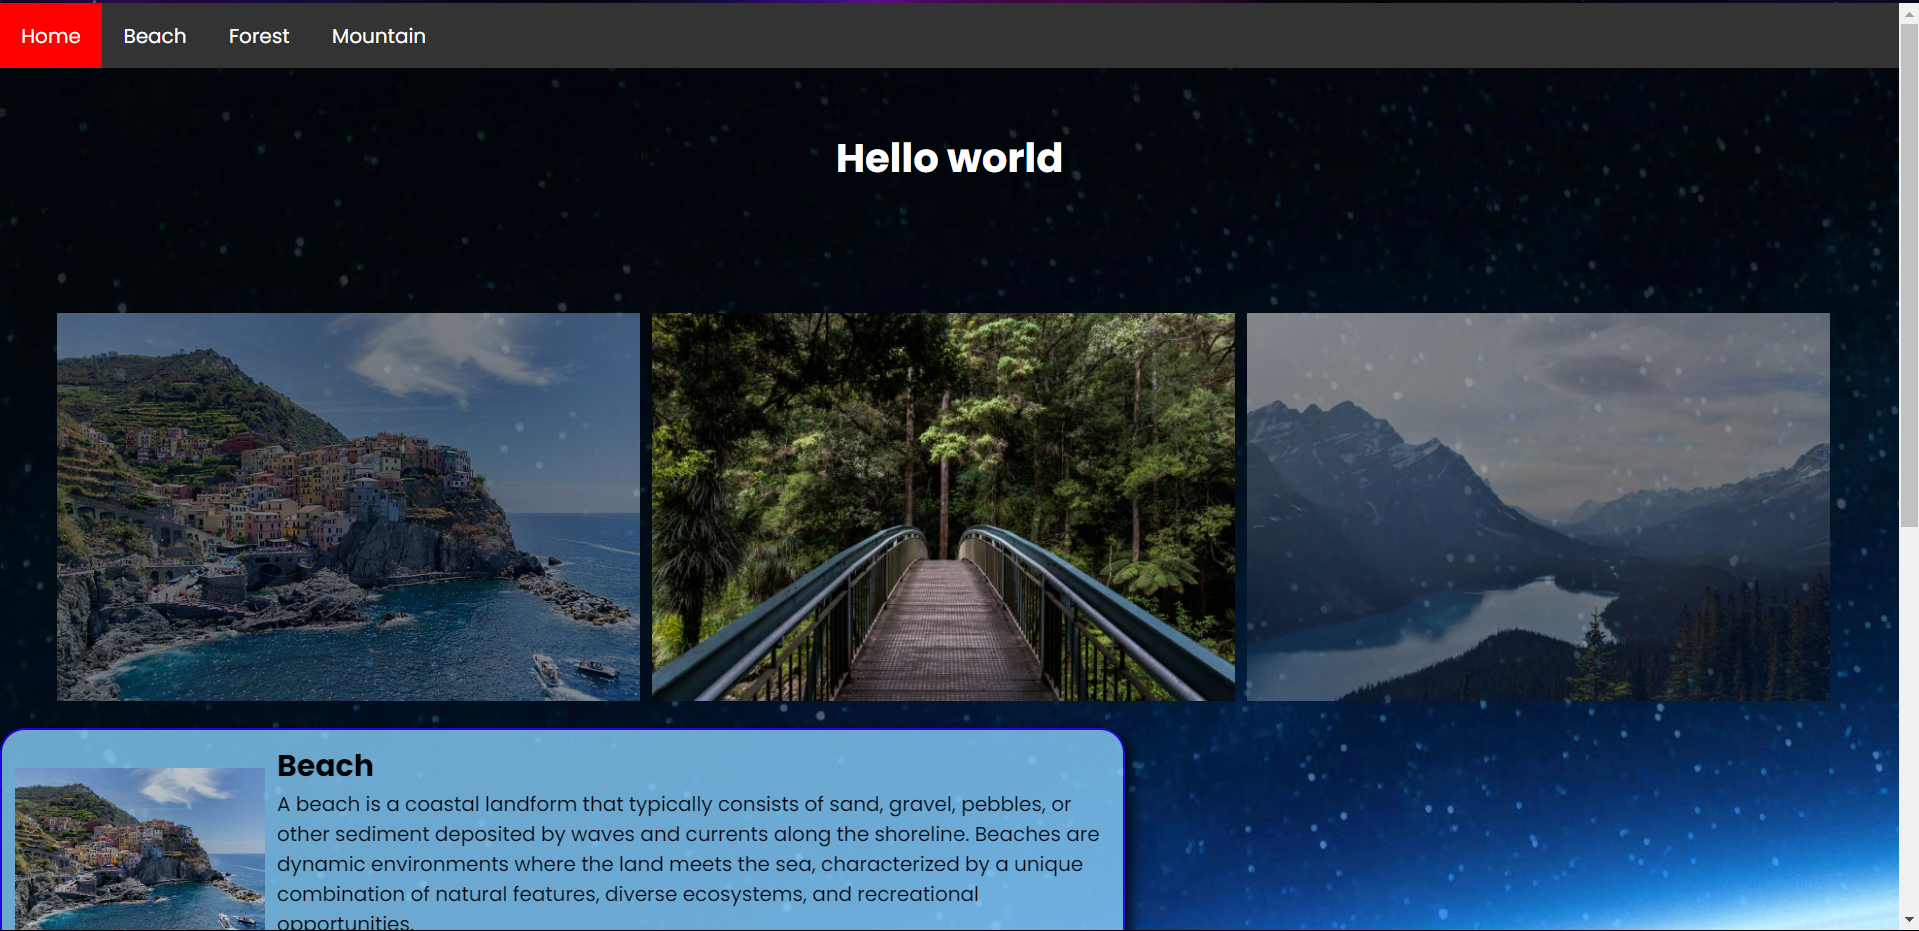 Home Beach Forest Mountain
Hello world
Beach
A beach is a coastal landform that typically consists of sand, gravel, pebbles, or
other sediment deposited by waves and currents along the shoreline. Beaches are
dynamic environments where the land meets the sea, characterized by a unique
combination of natural features, diverse ecosystems, and recreational
opportunities.